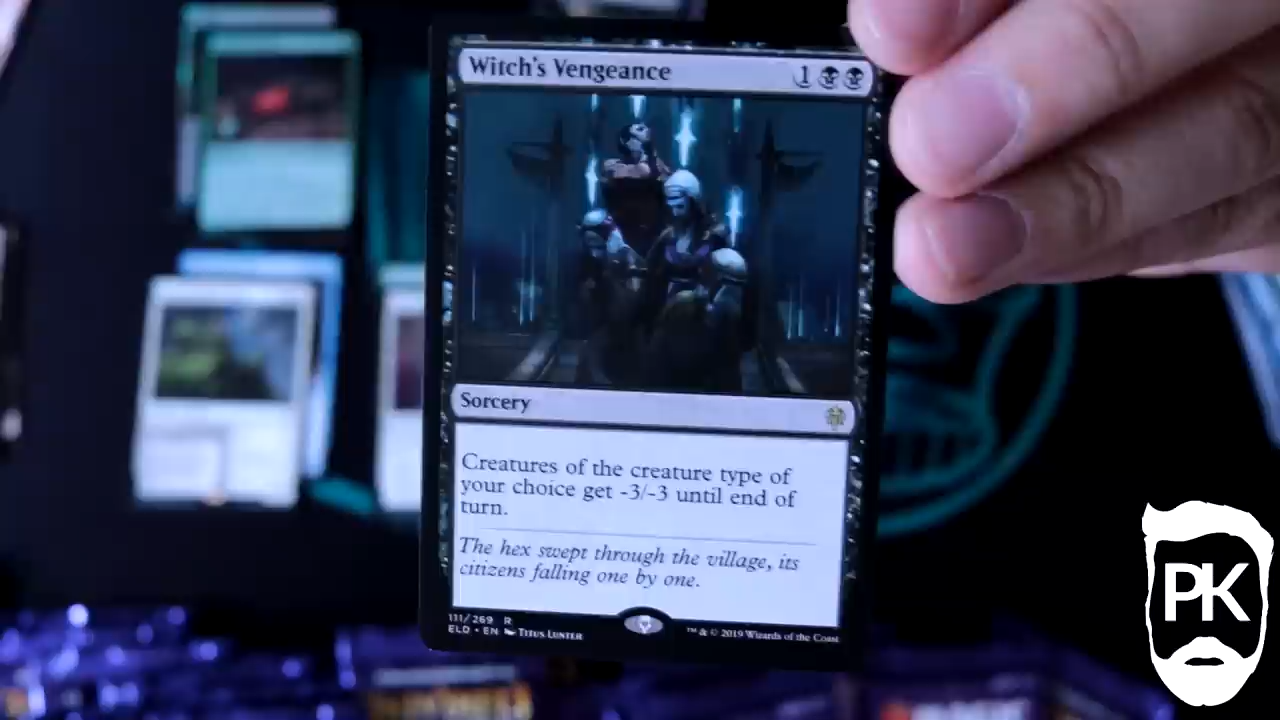 Witch's Vengeance 1
Sorcery
Creatures of the creature type of
your choice get -3/-3 until end of
turn.
The hex swept through the village, its
citizens falling one by one.
111/269 R
ELD • EN Titus Lunter
™ & © 2019 Wizards of the Coast
PK